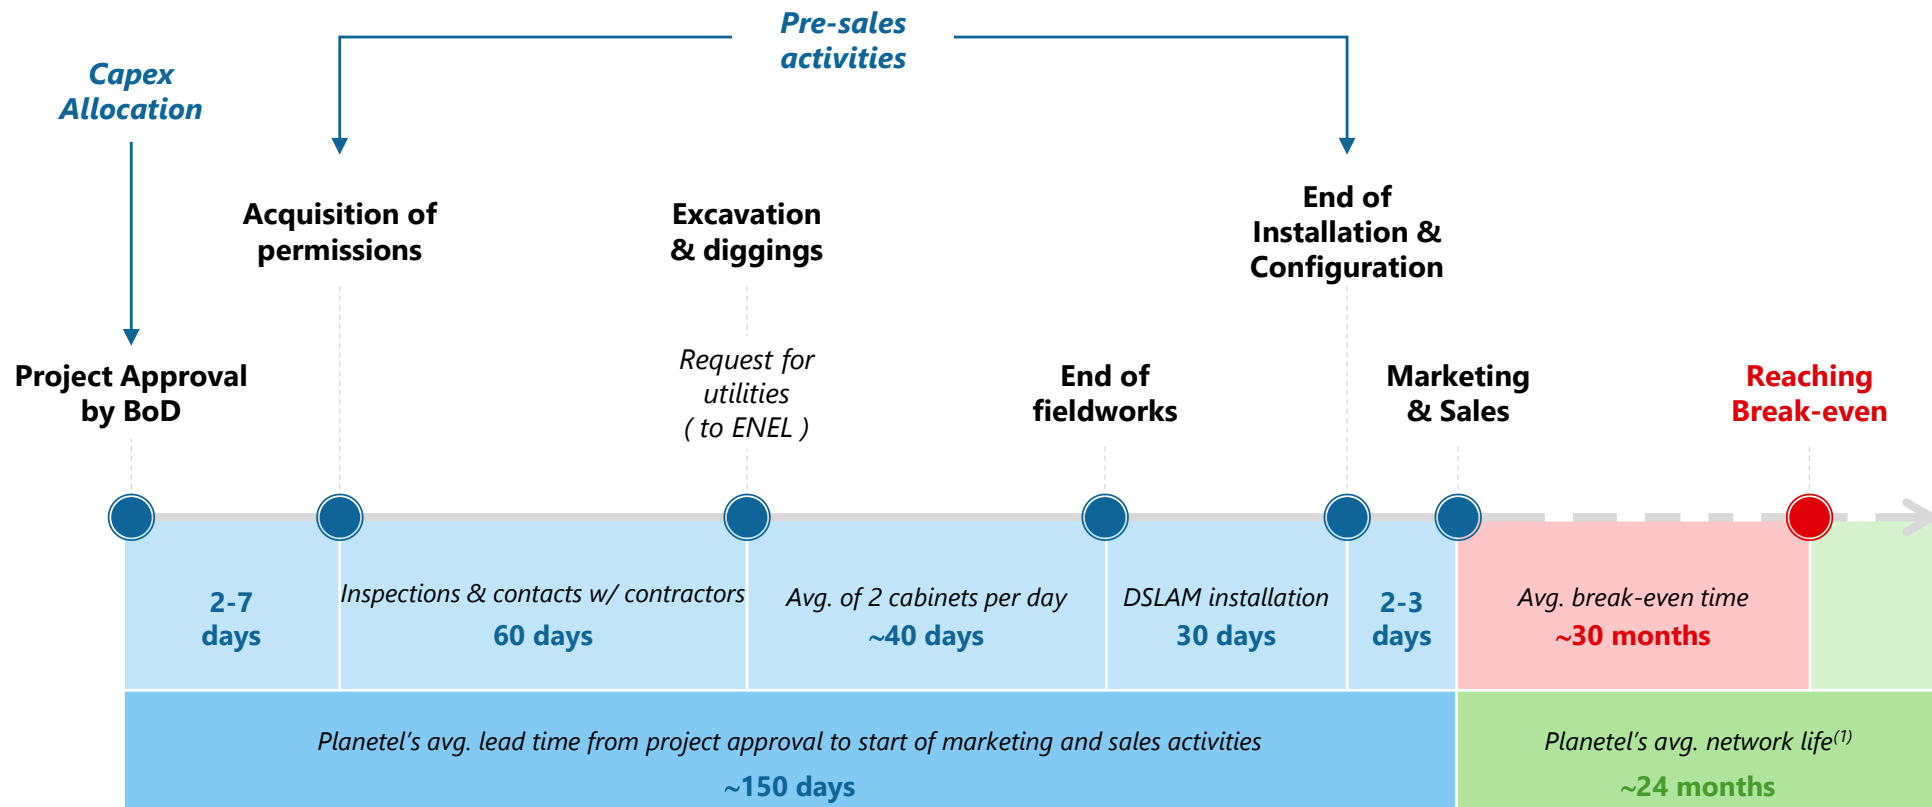 Pre-sales
activities
Capex
Allocation
Acquisition of
permissions
Excavation
& diggings
End of
Installation &
Configuration
Project Approval
by BoD
Request for
utilities
( to ENEL )
End of
fieldworks
Marketing
& Sales
Reaching
Break-even
2-7
days
Inspections & contacts w/ contractors
60 days
Avg. of 2 cabinets per day
~40 days
DSLAM installation
30 days
2-3
days
Avg. break-even time
~30 months
Planetel’s avg. lead time from project approval to start of marketing and sales activities
~150 days
Planetel’s avg. network life(1)
~24 months